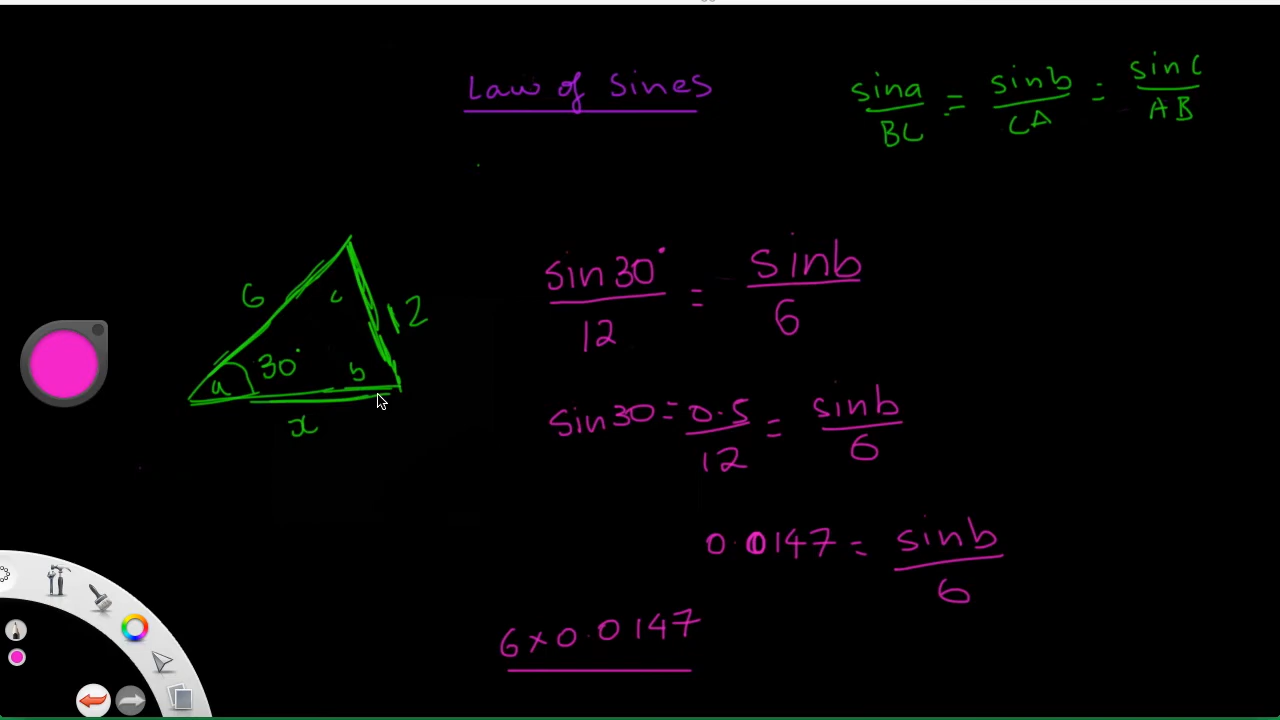 Law of Sines
sina/BC = sinb/CA = sinC/AB
6
c
12
a
30°
b
x
sin30°/12 = sinb/6
Sin30 = 0.5/12 = sinb/6
0.0147 = sinb/6
6 x 0.0147